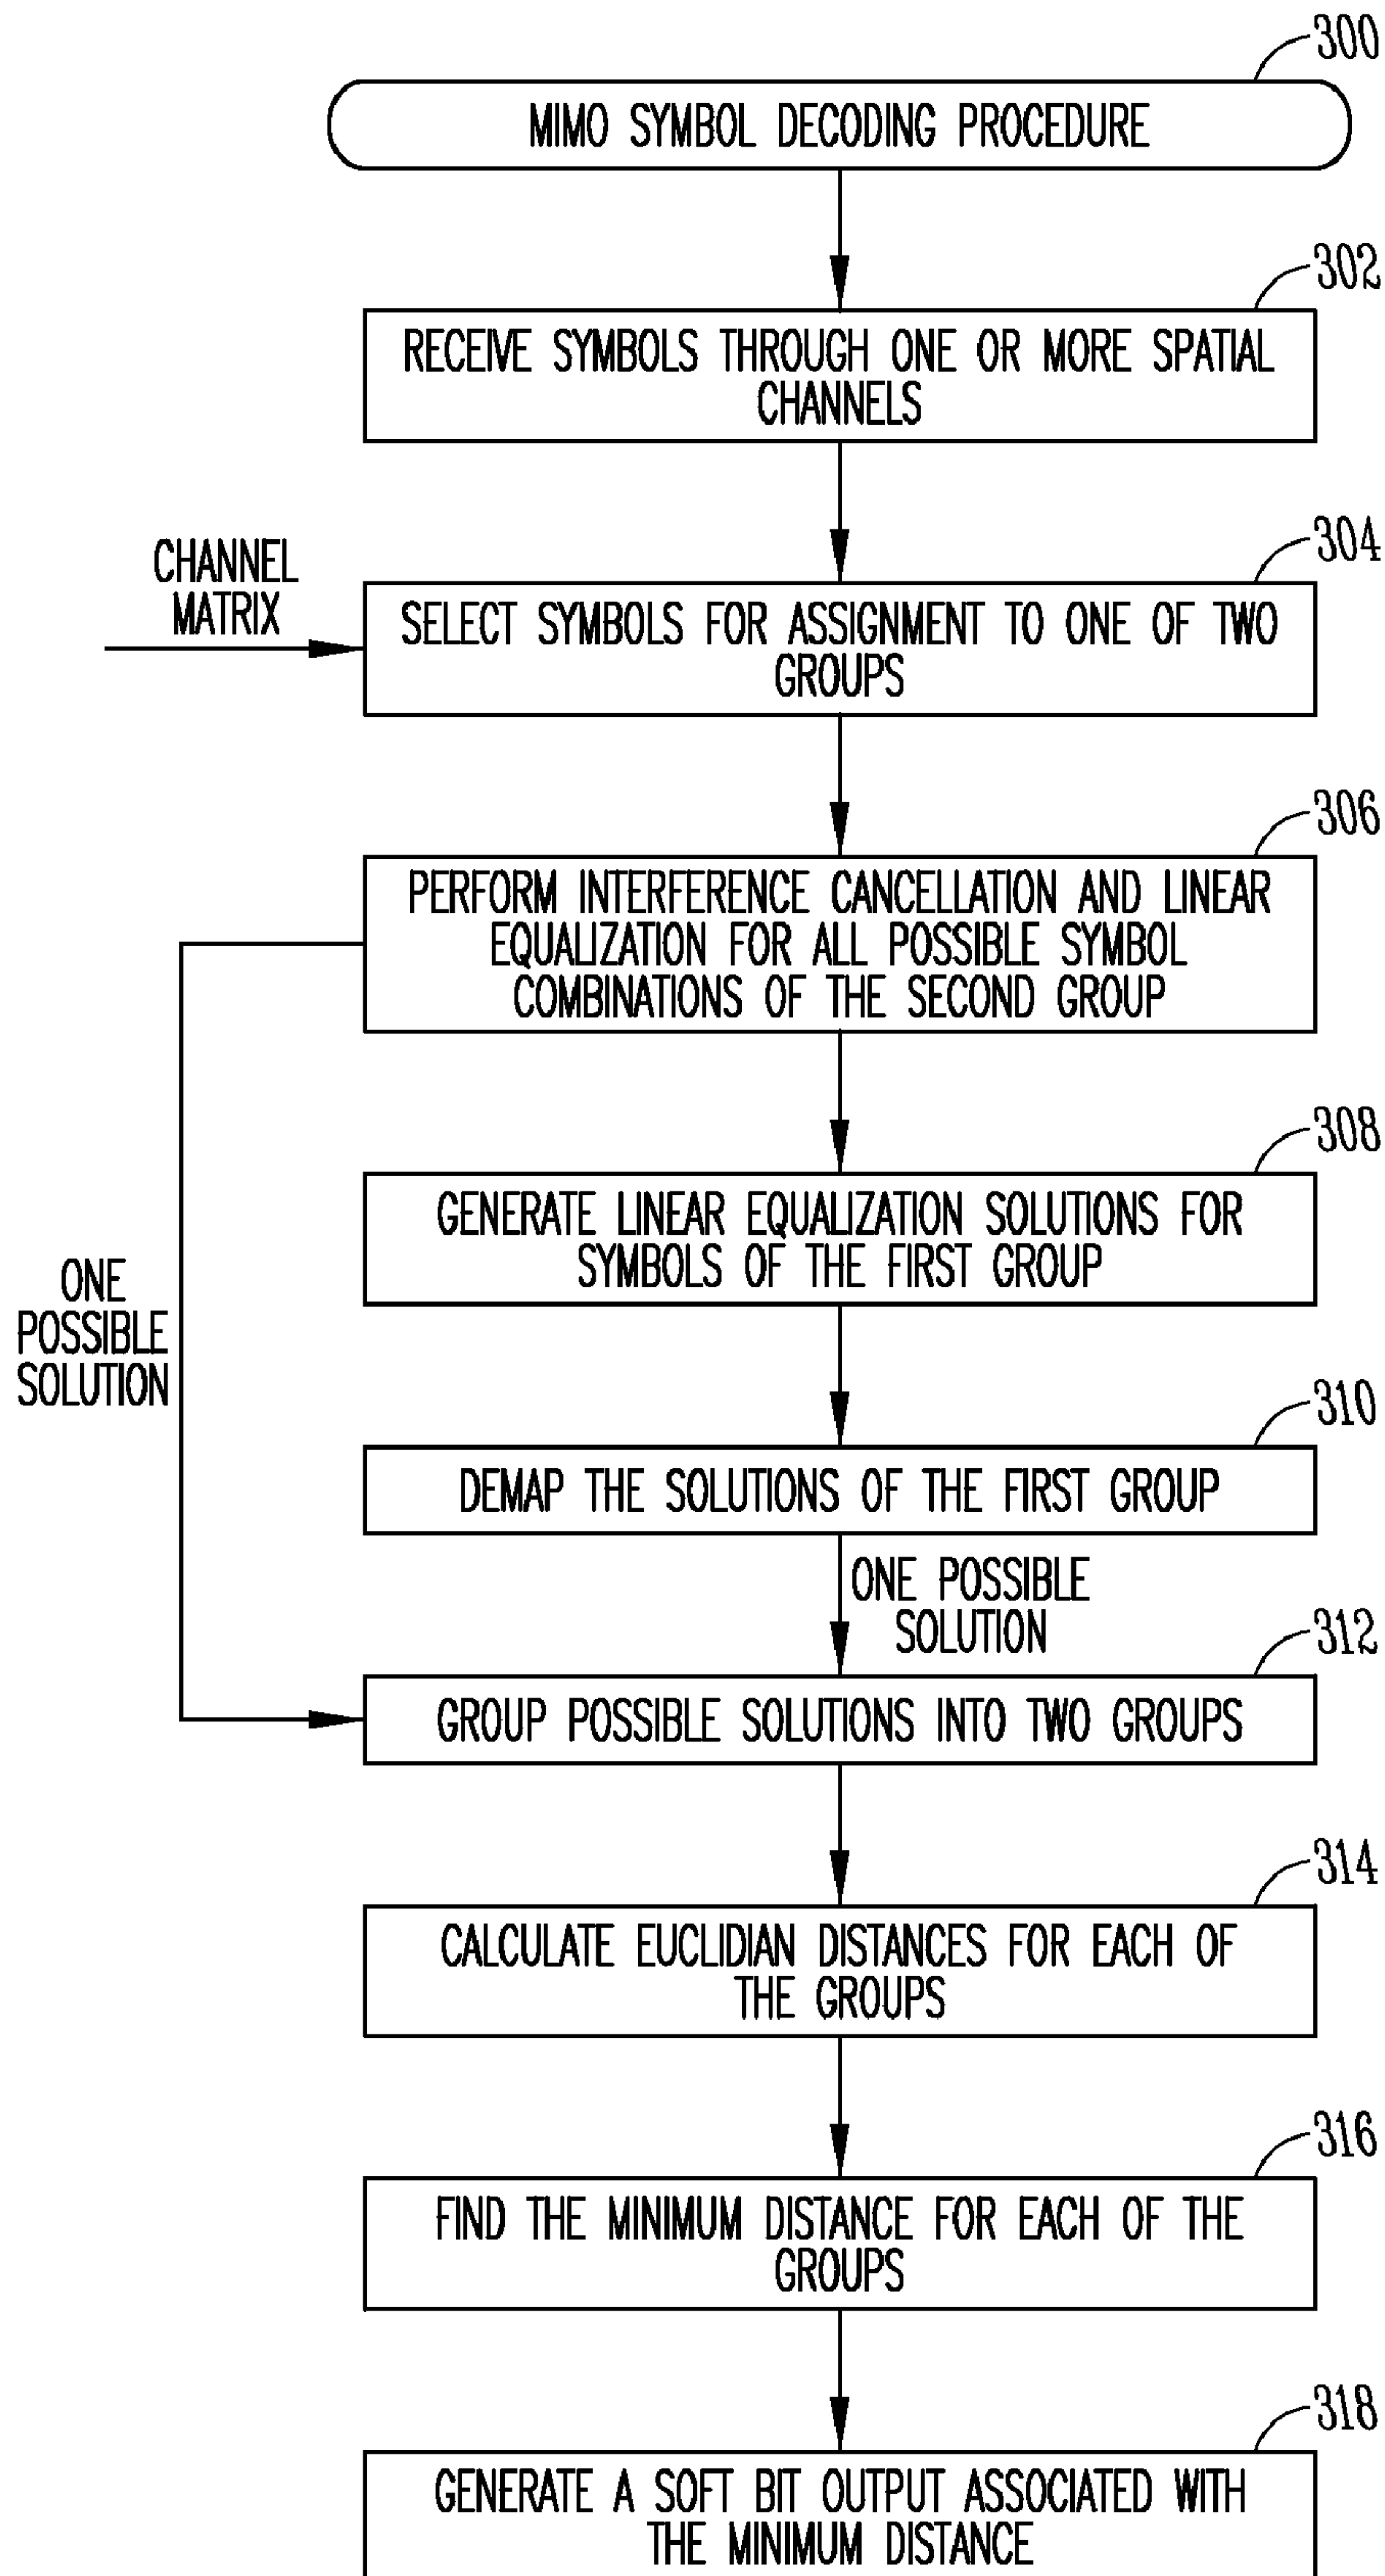 300
MIMO SYMBOL DECODING PROCEDURE
302
RECEIVE SYMBOLS THROUGH ONE OR MORE SPATIAL
CHANNELS
304
CHANNEL
MATRIX
SELECT SYMBOLS FOR ASSIGNMENT TO ONE OF TWO
GROUPS
306
PERFORM INTERFERENCE CANCELLATION AND LINEAR
EQUALIZATION FOR ALL POSSIBLE SYMBOL
COMBINATIONS OF THE SECOND GROUP
308
GENERATE LINEAR EQUALIZATION SOLUTIONS FOR
SYMBOLS OF THE FIRST GROUP
ONE
POSSIBLE
SOLUTION
310
DEMAP THE SOLUTIONS OF THE FIRST GROUP
ONE POSSIBLE
SOLUTION
312
GROUP POSSIBLE SOLUTIONS INTO TWO GROUPS
314
CALCULATE EUCLIDIAN DISTANCES FOR EACH OF
THE GROUPS
316
FIND THE MINIMUM DISTANCE FOR EACH OF THE
GROUPS
318
GENERATE A SOFT BIT OUTPUT ASSOCIATED WITH
THE MINIMUM DISTANCE